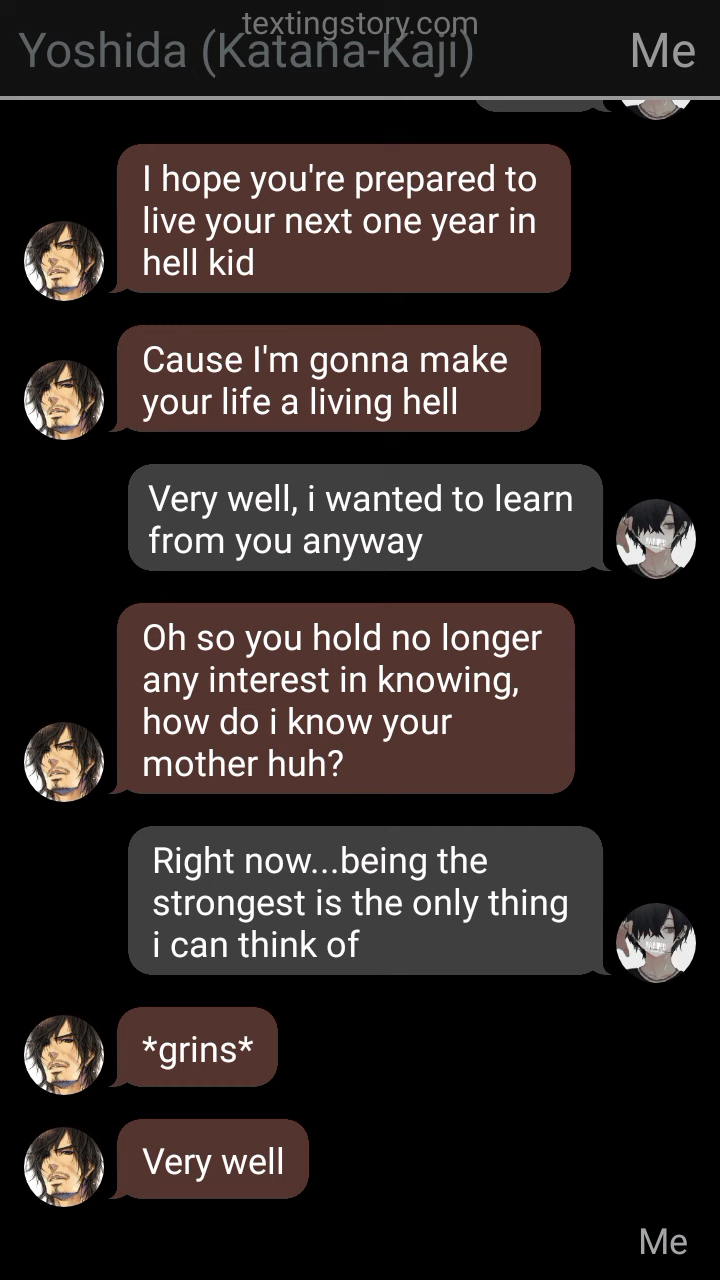 textingstory.com
Yoshida (Katana-Kaji)
Me
I hope you're prepared to
live your next one year in
hell kid
Cause I'm gonna make
your life a living hell
Very well, i wanted to learn
from you anyway
Oh so you hold no longer
any interest in knowing,
how do i know your
mother huh?
Right now...being the
strongest is the only thing
i can think of
*grins*
Very well
Me